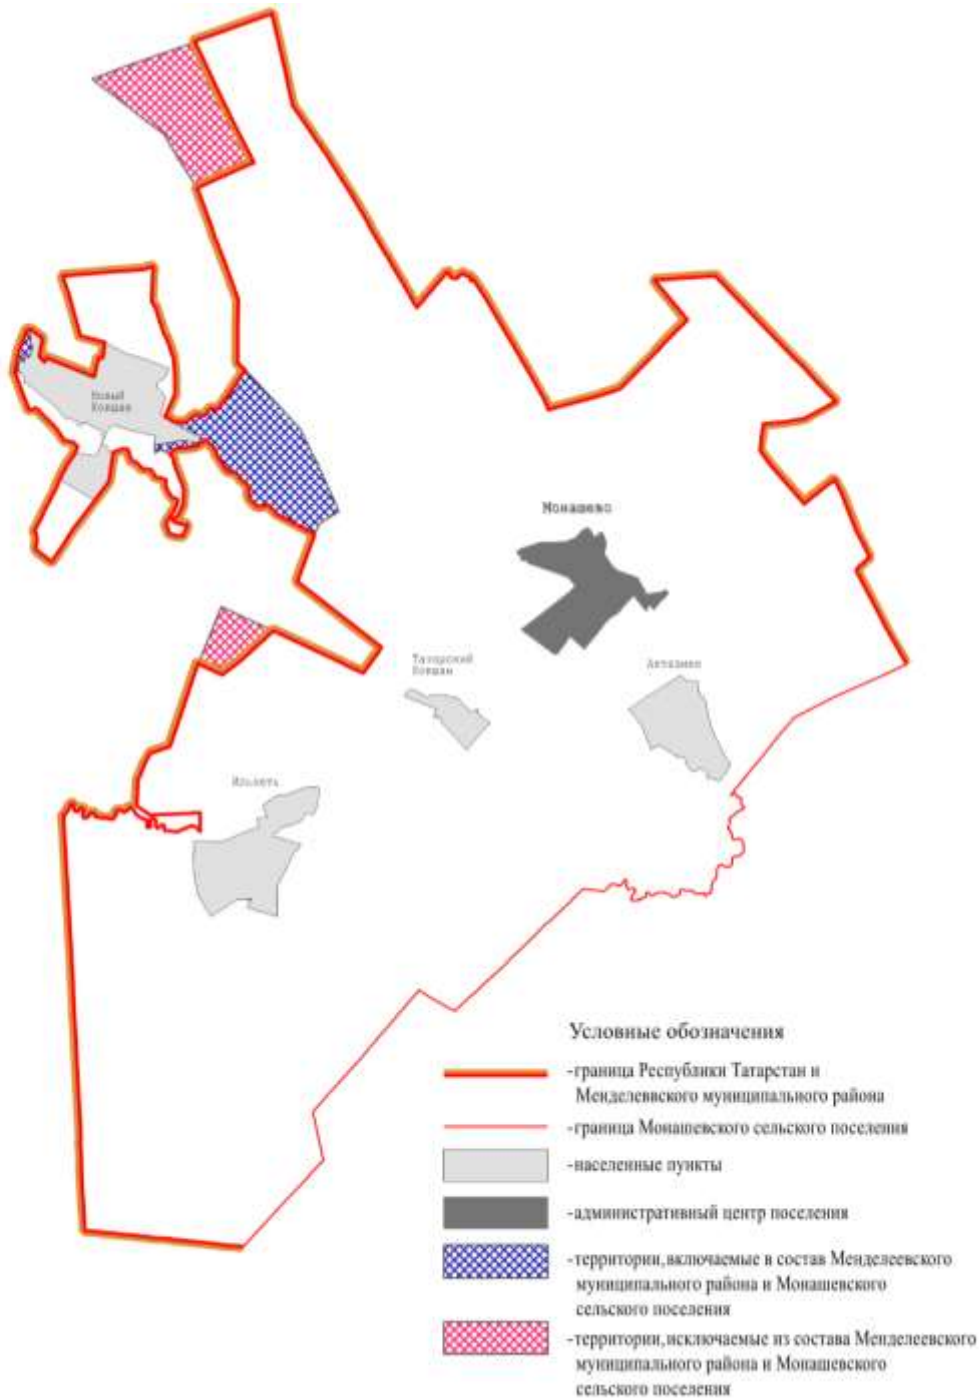 Новый
Кокшан
Монашево
Татарский
Кокшан
Актазики
Ильнеть
Условные обозначения
-граница Республики Татарстан и
Менделеевского муниципального района
-граница Монашевского сельского поселения
-населенные пункты
-административный центр поселения
-территории,включаемые в состав Менделеевского
муниципального района и Монашевского
сельского поселения
-территории,исключаемые из состава Менделеевского
муниципального района и Монашевского
сельского поселения